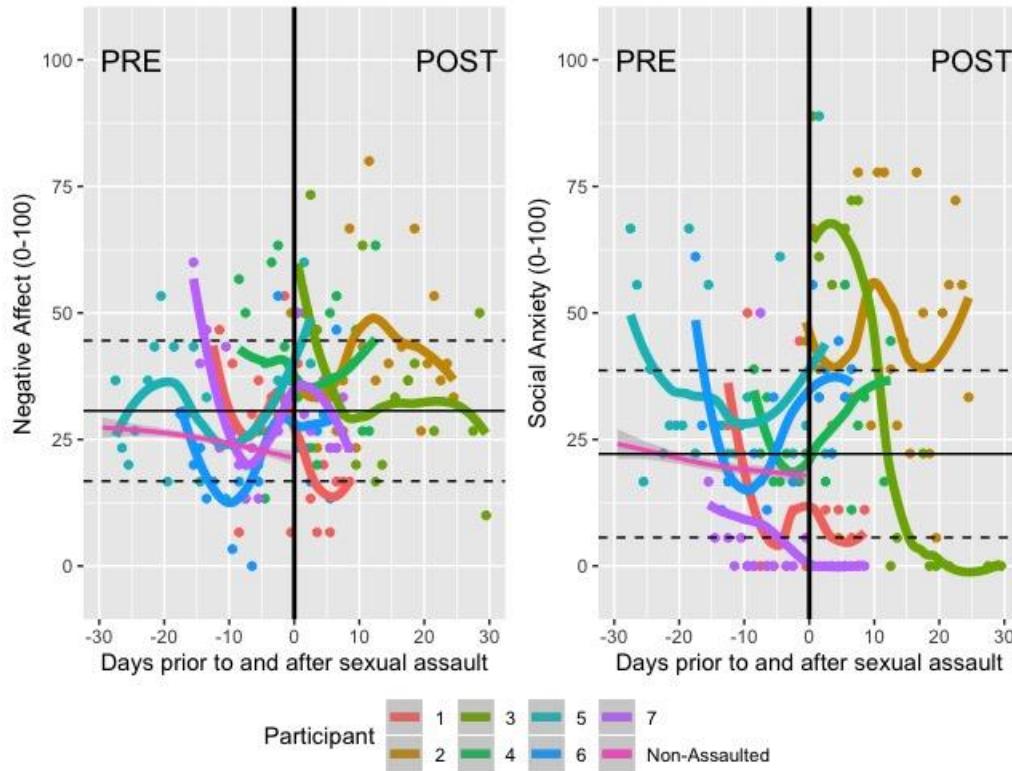 PRE POST
100
75
50
25
0
Negative Affect (0-100)
-30 -20 -10 0 10 20 30
Days prior to and after sexual assault
PRE POST
100
75
50
25
0
Social Anxiety (0-100)
-30 -20 -10 0 10 20 30
Days prior to and after sexual assault
Participant
1 3 5 7
2 4 6 Non-Assaulted